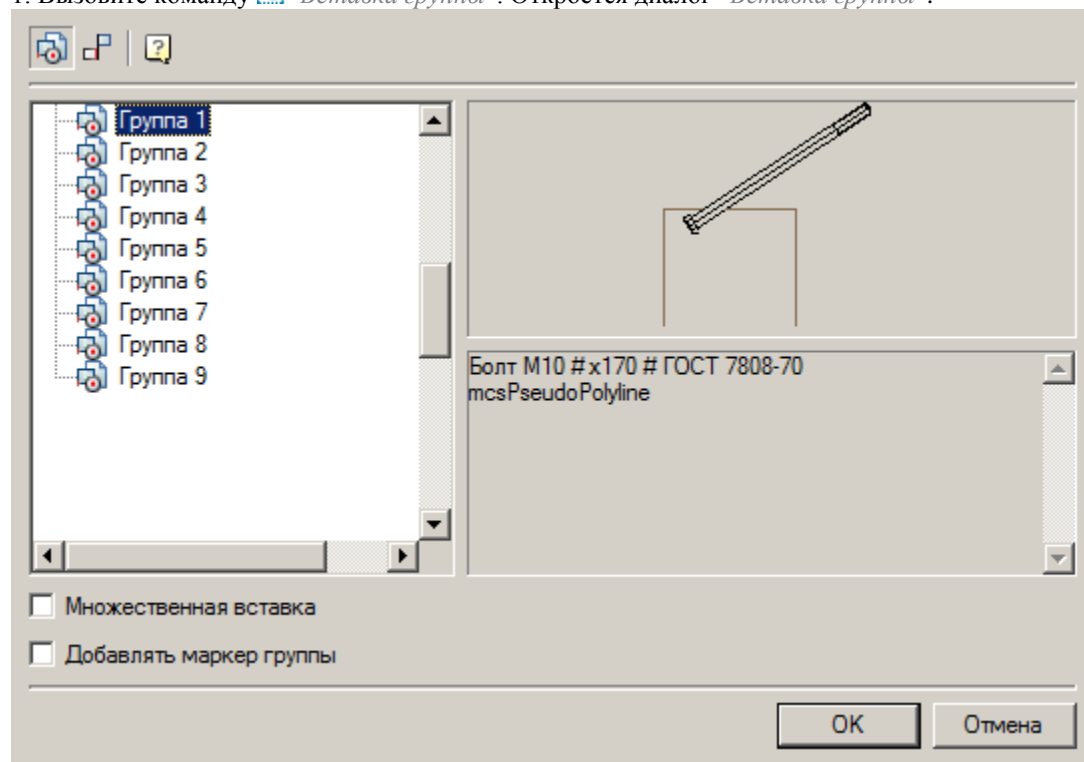 1. Вызовите команду "Вставка группы". Откроется диалог "Вставка группы".
Группа 1
Группа 2
Группа 3
Группа 4
Группа 5
Группа 6
Группа 7
Группа 8
Группа 9
Болт М10 # x170 # ГОСТ 7808-70
mcsPseudoPolyline
Множественная вставка
Добавлять маркер группы
OK Отмена